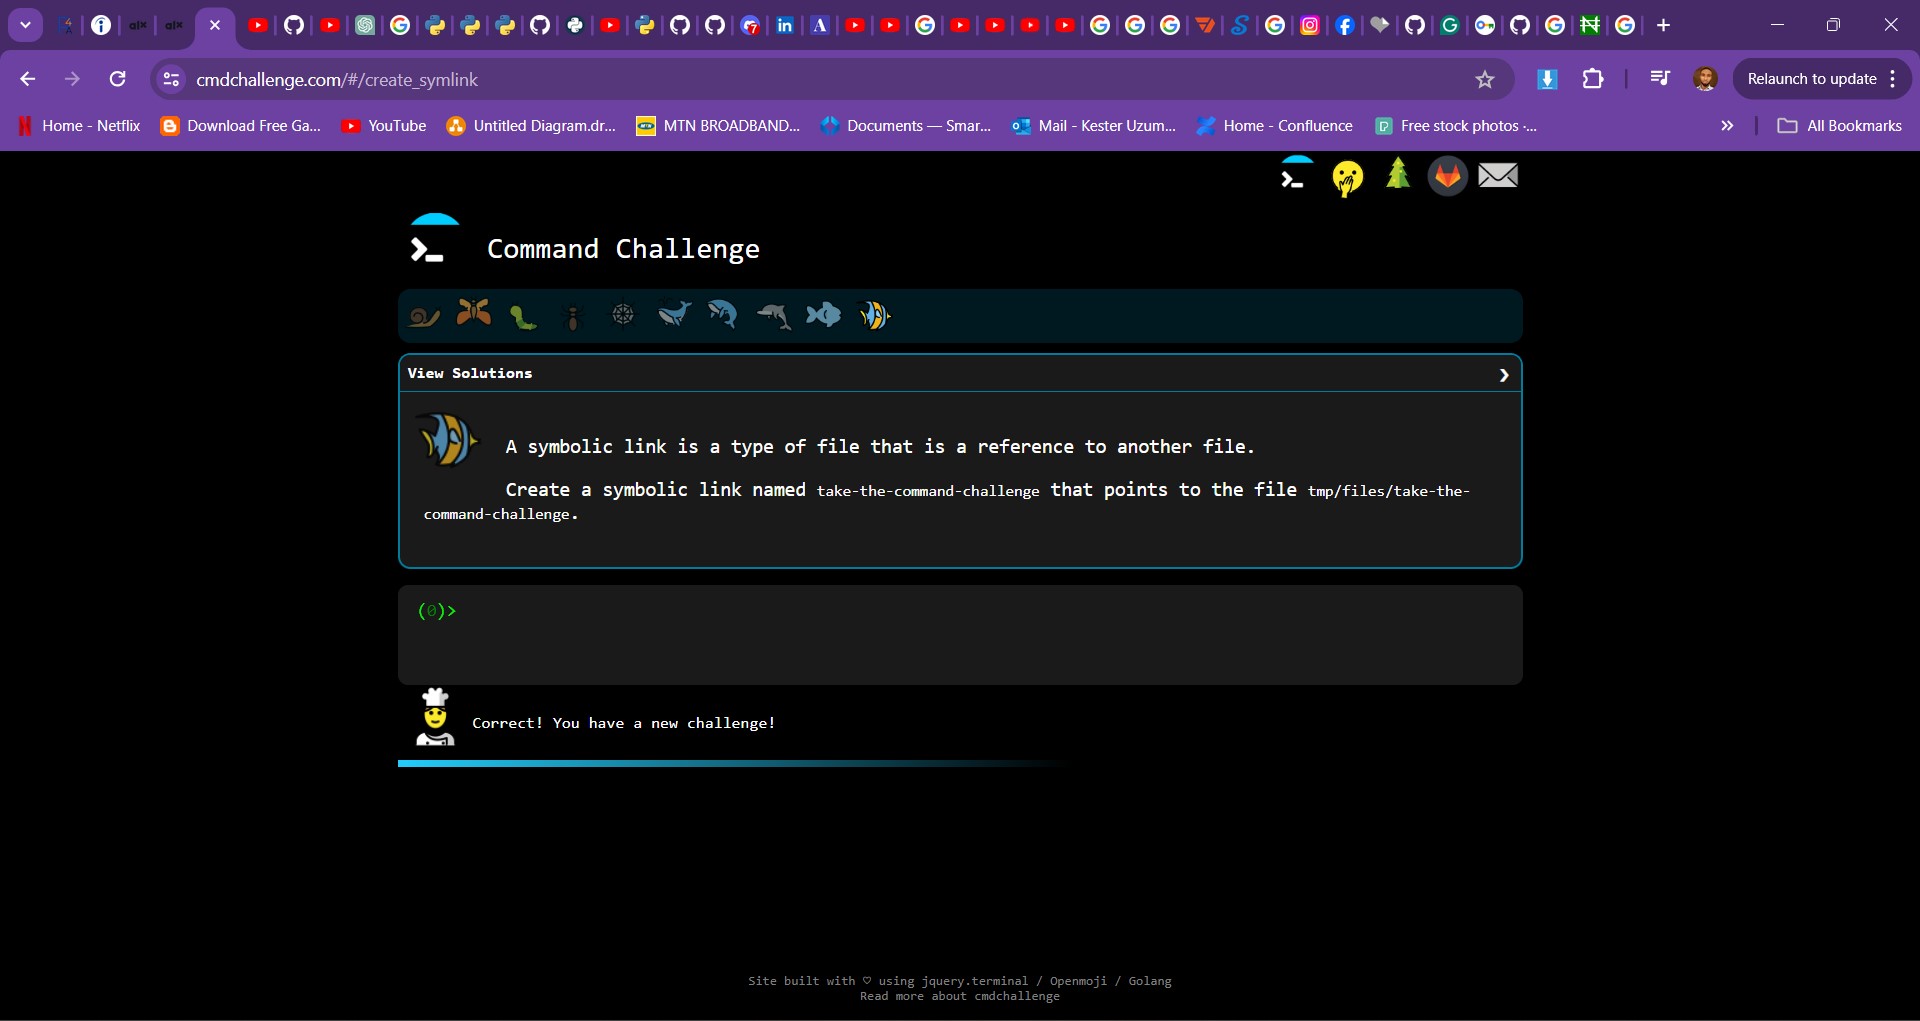 cmdchallenge.com/#/create_symlink
Relaunch to update
Home - Netflix
Download Free Ga...
YouTube
Untitled Diagram.dr...
MTN BROADBAND...
Documents — Smar...
Mail - Kester Uzum...
Home - Confluence
Free stock photos ·...
All Bookmarks
Command Challenge
View Solutions
A symbolic link is a type of file that is a reference to another file.
Create a symbolic link named take-the-command-challenge that points to the file tmp/files/take-the-
command-challenge.
(0)>
Correct! You have a new challenge!
Site built with ♡ using jquery.terminal / Openmoji / Golang
Read more about cmdchallenge